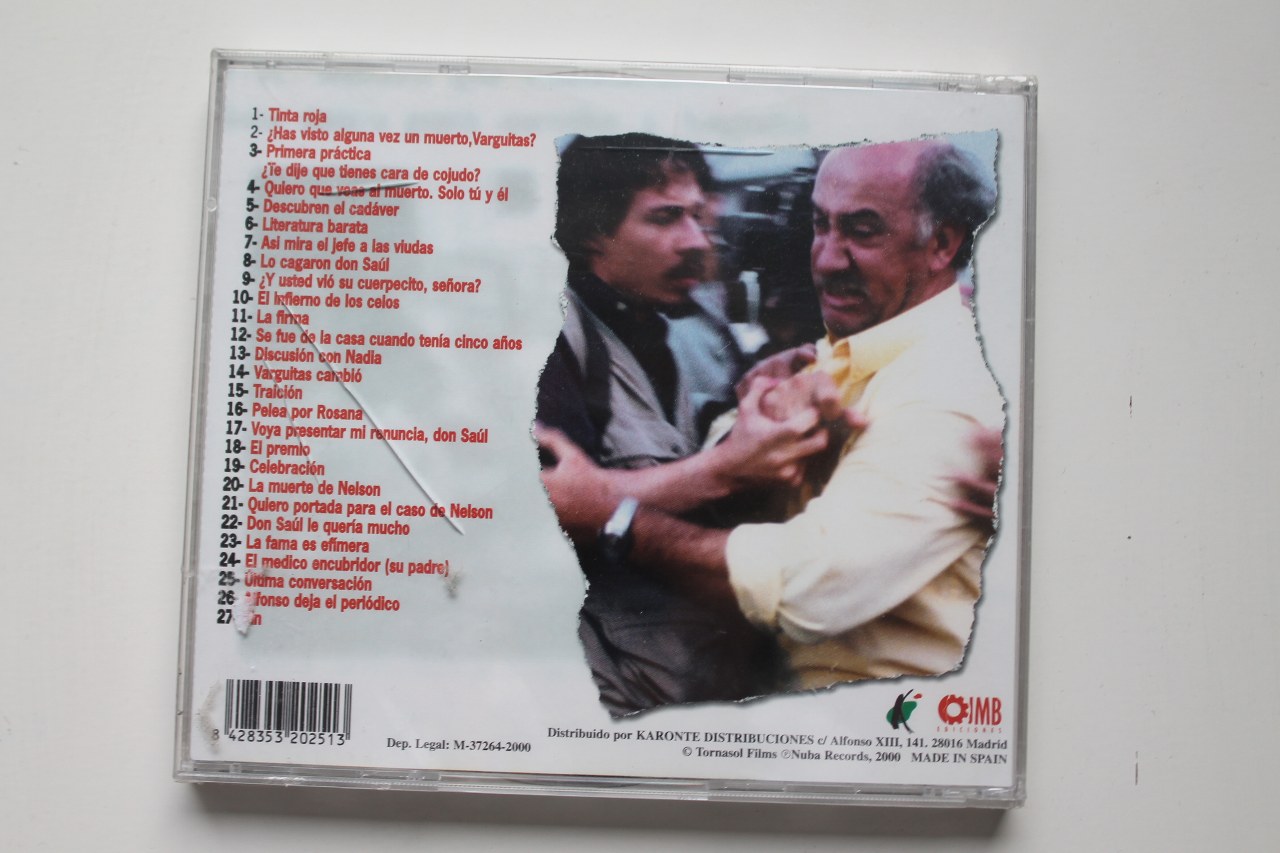 1- Tinta roja
2- ¿Has visto alguna vez un muerto,Varguitas?
3- Primera práctica
¿Te dije que tienes cara de cojudo?
4- Quiero que veas al muerto. Solo tú y él
5- Descubren el cadáver
6- Literatura barata
7- Asi mira el jefe a las viudas
8- Lo cagaron don Saúl
9- ¿Y usted vió su cuerpecito, señora?
10- El infierno de los celos
11- La firma
12- Se fue de la casa cuando tenía cinco años
13- Discusión con Nadia
14- Varguitas cambió
15- Traición
16- Pelea por Rosana
17- Voya presentar mi renuncia, don Saúl
18- El premio
19- Celebración
20- La muerte de Nelson
21- Quiero portada para el caso de Nelson
22- Don Saúl le quería mucho
23- La fama es efímera
24- El medico encubridor (su padre)
25- Última conversación
26- Alfonso deja el periódico
27-
8 428353 202513
Dep. Legal: M-37264-2000
K
JMB
EDICIONES
Distribuido por KARONTE DISTRIBUCIONES c/ Alfonso XIII, 141. 28016 Madrid
© Tornasol Films ℗Nuba Records, 2000 MADE IN SPAIN